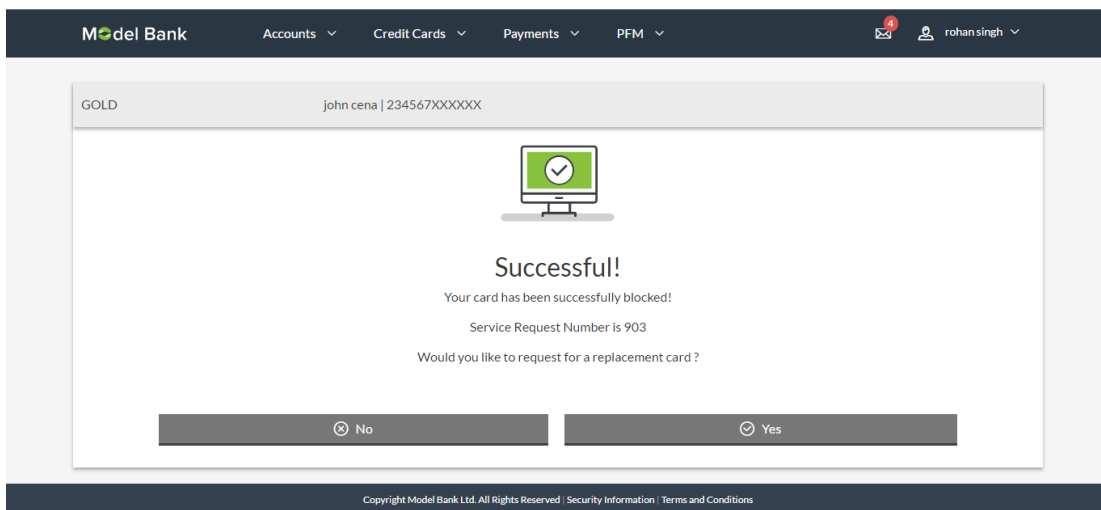 Model Bank Accounts Credit Cards Payments PFM 4 rohan singh
GOLD john cena | 234567XXXXXX
Successful!
Your card has been successfully blocked!
Service Request Number is 903
Would you like to request for a replacement card ?
No Yes
Copyright Model Bank Ltd. All Rights Reserved | Security Information | Terms and Conditions